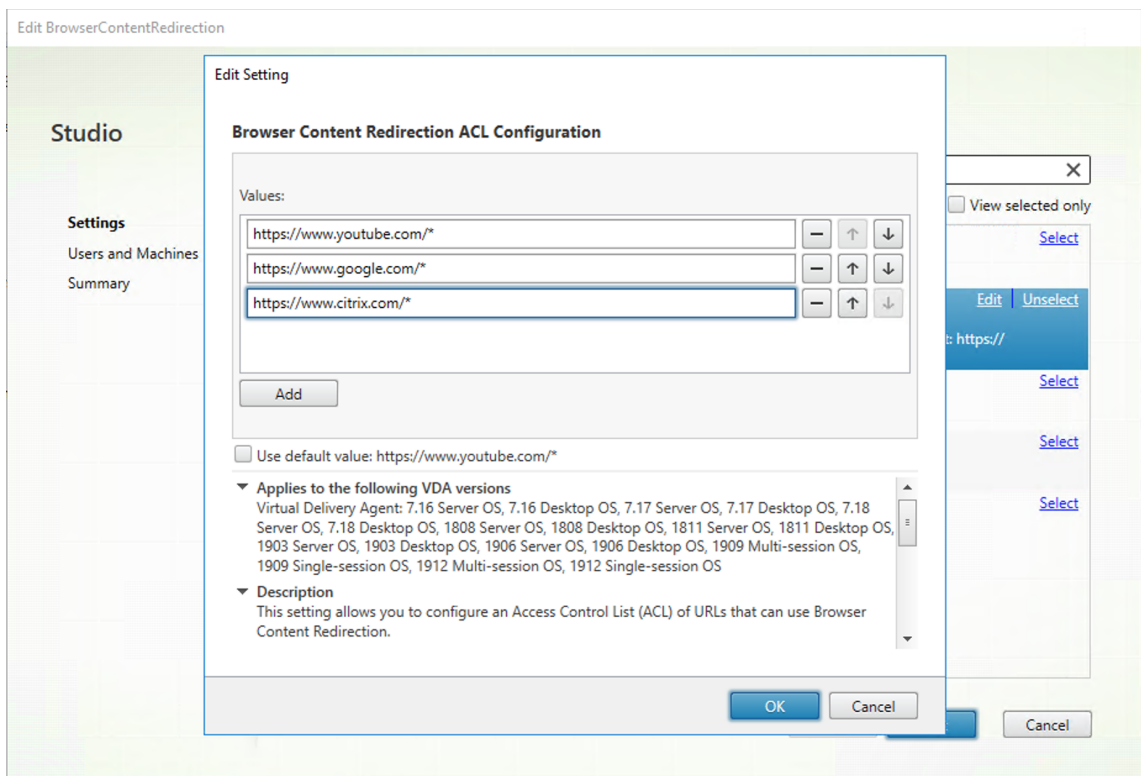 Edit BrowserContentRedirection
Edit Setting
Studio
Browser Content Redirection ACL Configuration
Values:
View selected only
Settings
https://www.youtube.com/*
Select
Users and Machines
https://www.google.com/*
Summary
https://www.citrix.com/*
Edit Unselect
t: https://
Add
Select
Use default value: https://www.youtube.com/*
Select
Applies to the following VDA versions
Virtual Delivery Agent: 7.16 Server OS, 7.16 Desktop OS, 7.17 Server OS, 7.17 Desktop OS, 7.18
Server OS, 7.18 Desktop OS, 1808 Server OS, 1808 Desktop OS, 1811 Server OS, 1811 Desktop OS,
Select
1903 Server OS, 1903 Desktop OS, 1906 Server OS, 1906 Desktop OS, 1909 Multi-session OS,
1909 Single-session OS, 1912 Multi-session OS, 1912 Single-session OS
Description
This setting allows you to configure an Access Control List (ACL) of URLs that can use Browser
Content Redirection.
OK
Cancel
Cancel